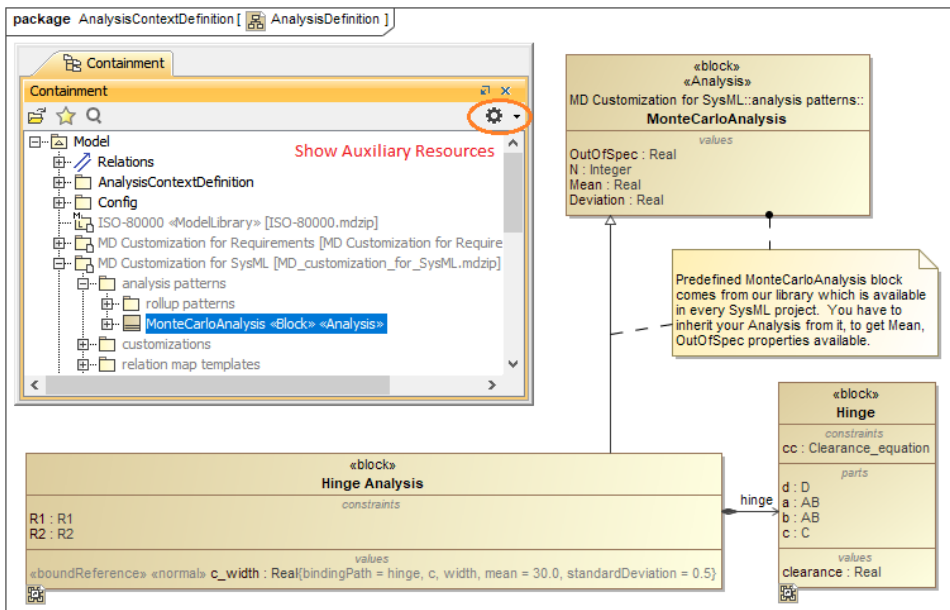 package AnalysisContextDefinition [ AnalysisDefinition ]
Containment
Containment
Show Auxiliary Resources
Model
Relations
AnalysisContextDefinition
Config
ISO-80000 «ModelLibrary» [ISO-80000.mdzip]
MD Customization for Requirements [MD Customization for Require
MD Customization for SysML [MD_customization_for_SysML.mdzip]
analysis patterns
rollup patterns
MonteCarloAnalysis «Block» «Analysis»
customizations
relation map templates
«block»
«Analysis»
MD Customization for SysML::analysis patterns::
MonteCarloAnalysis
values
OutOfSpec : Real
N : Integer
Mean : Real
Deviation : Real
Predefined MonteCarloAnalysis block
comes from our library which is available
in every SysML project. You have to
inherit your Analysis from it, to get Mean,
OutOfSpec properties available.
«block»
Hinge Analysis
constraints
R1 : R1
R2 : R2
values
«boundReference» «normal» c_width : Real{bindingPath = hinge, c, width, mean = 30.0, standardDeviation = 0.5}
hinge
«block»
Hinge
constraints
cc : Clearance_equation
parts
d : D
a : AB
b : AB
c : C
values
clearance : Real